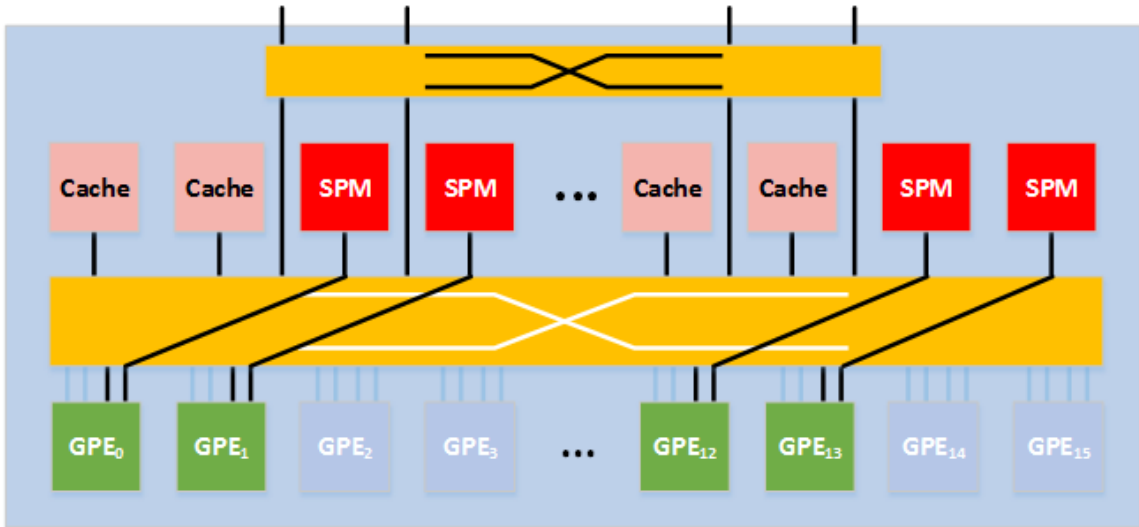 Cache Cache SPM SPM ... Cache Cache SPM SPM
GPE₀ GPE₁ GPE₂ GPE₃ ... GPE₁₂ GPE₁₃ GPE₁₄ GPE₁₅